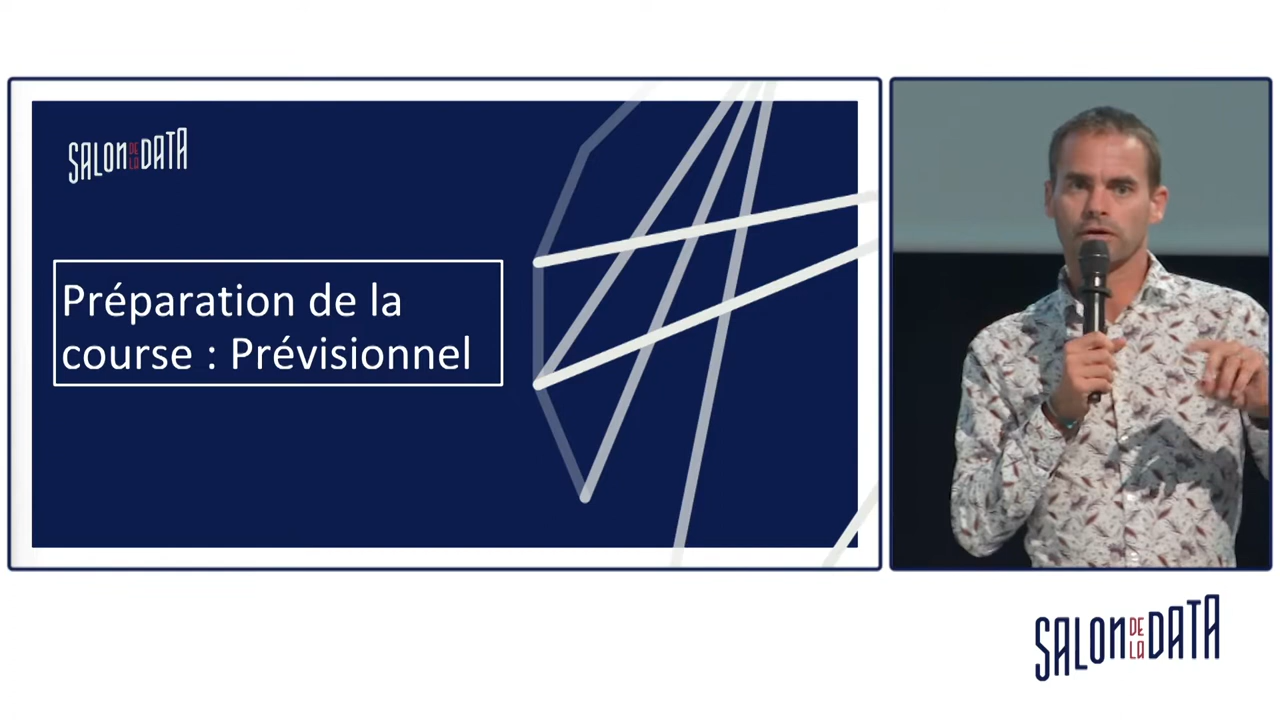 SALON DE LA DATA
Préparation de la
course : Prévisionnel
SALON DE LA DATA